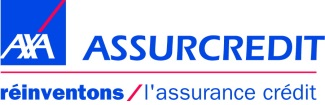 AXA ASSURCREDIT
réinventons / l'assurance crédit